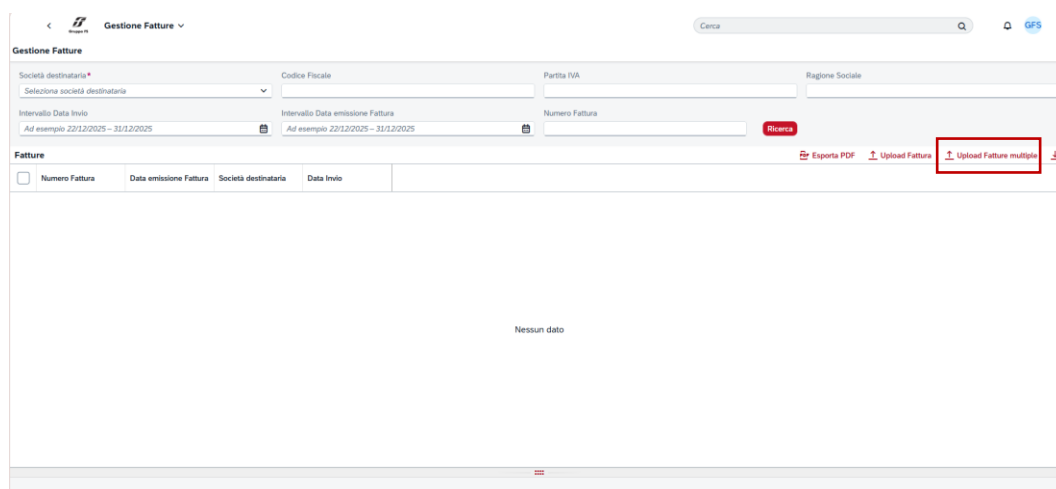 Gruppo FS Gestione Fatture Cerca GFS
Gestione Fatture
Società destinataria* Codice Fiscale Partita IVA Ragione Sociale
Seleziona società destinataria
Intervallo Data Invio Intervallo Data emissione Fattura Numero Fattura
Ad esempio 22/12/2025 – 31/12/2025 Ad esempio 22/12/2025 – 31/12/2025 Ricerca
Fatture PDF Esporta PDF Upload Fattura Upload Fatture multiple
Numero Fattura Data emissione Fattura Società destinataria Data Invio
Nessun dato